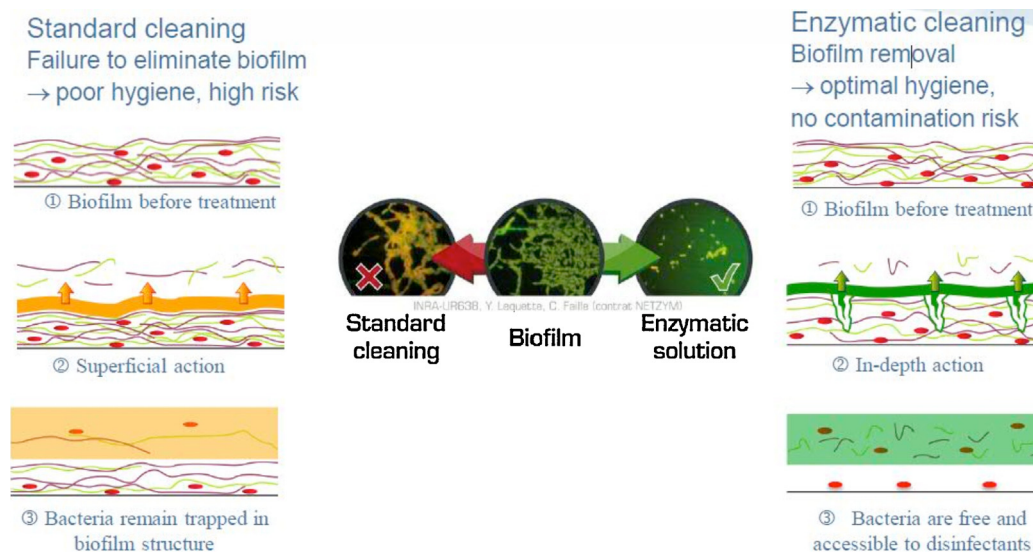 Standard cleaning
Failure to eliminate biofilm
→ poor hygiene, high risk
① Biofilm before treatment
② Superficial action
③ Bacteria remain trapped in
biofilm structure
INRA-UR638, Y. Lequette, C. Faille (contrat NETZYM)
Standard
cleaning
Biofilm
Enzymatic
solution
Enzymatic cleaning
Biofilm removal
→ optimal hygiene,
no contamination risk
① Biofilm before treatment
② In-depth action
③ Bacteria are free and
accessible to disinfectants